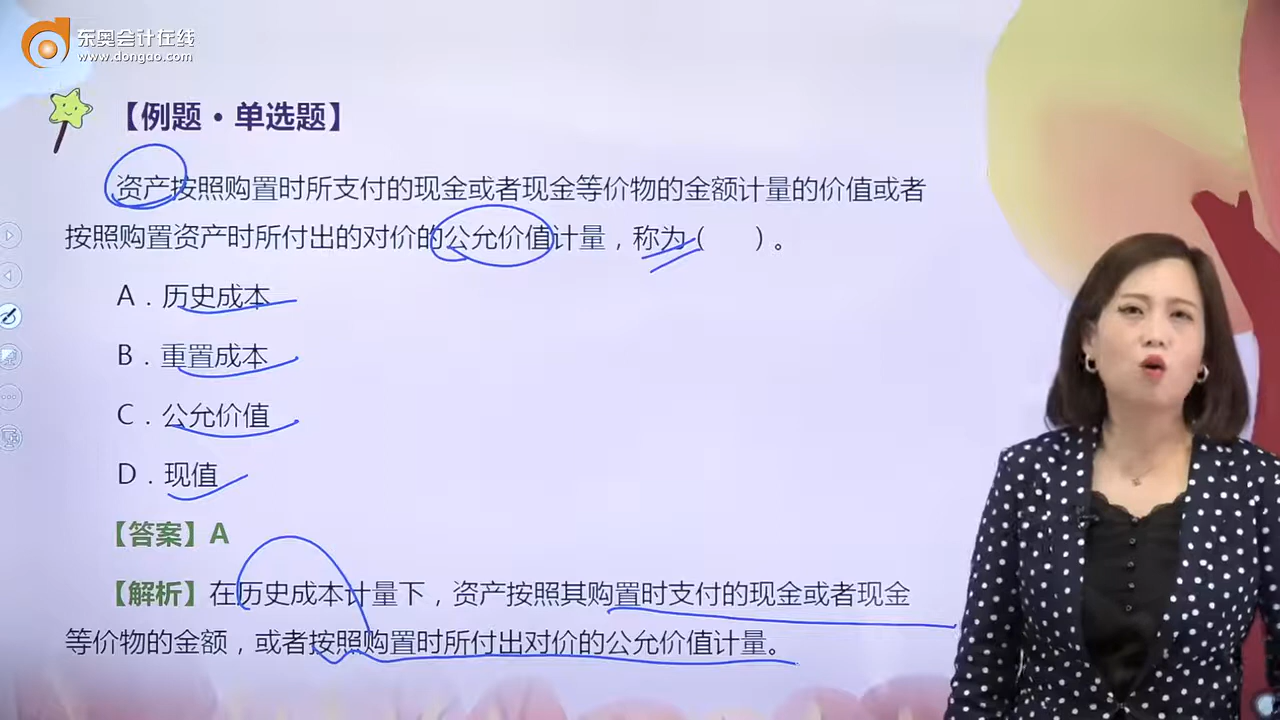 东奥会计在线
www.dongao.com
【例题·单选题】
资产按照购置时所支付的现金或者现金等价物的金额计量的价值或者
按照购置资产时所付出的对价的公允价值计量，称为（　　）。
A．历史成本
B．重置成本
C．公允价值
D．现值
【答案】A
【解析】在历史成本计量下，资产按照其购置时支付的现金或者现金
等价物的金额，或者按照购置时所付出对价的公允价值计量。